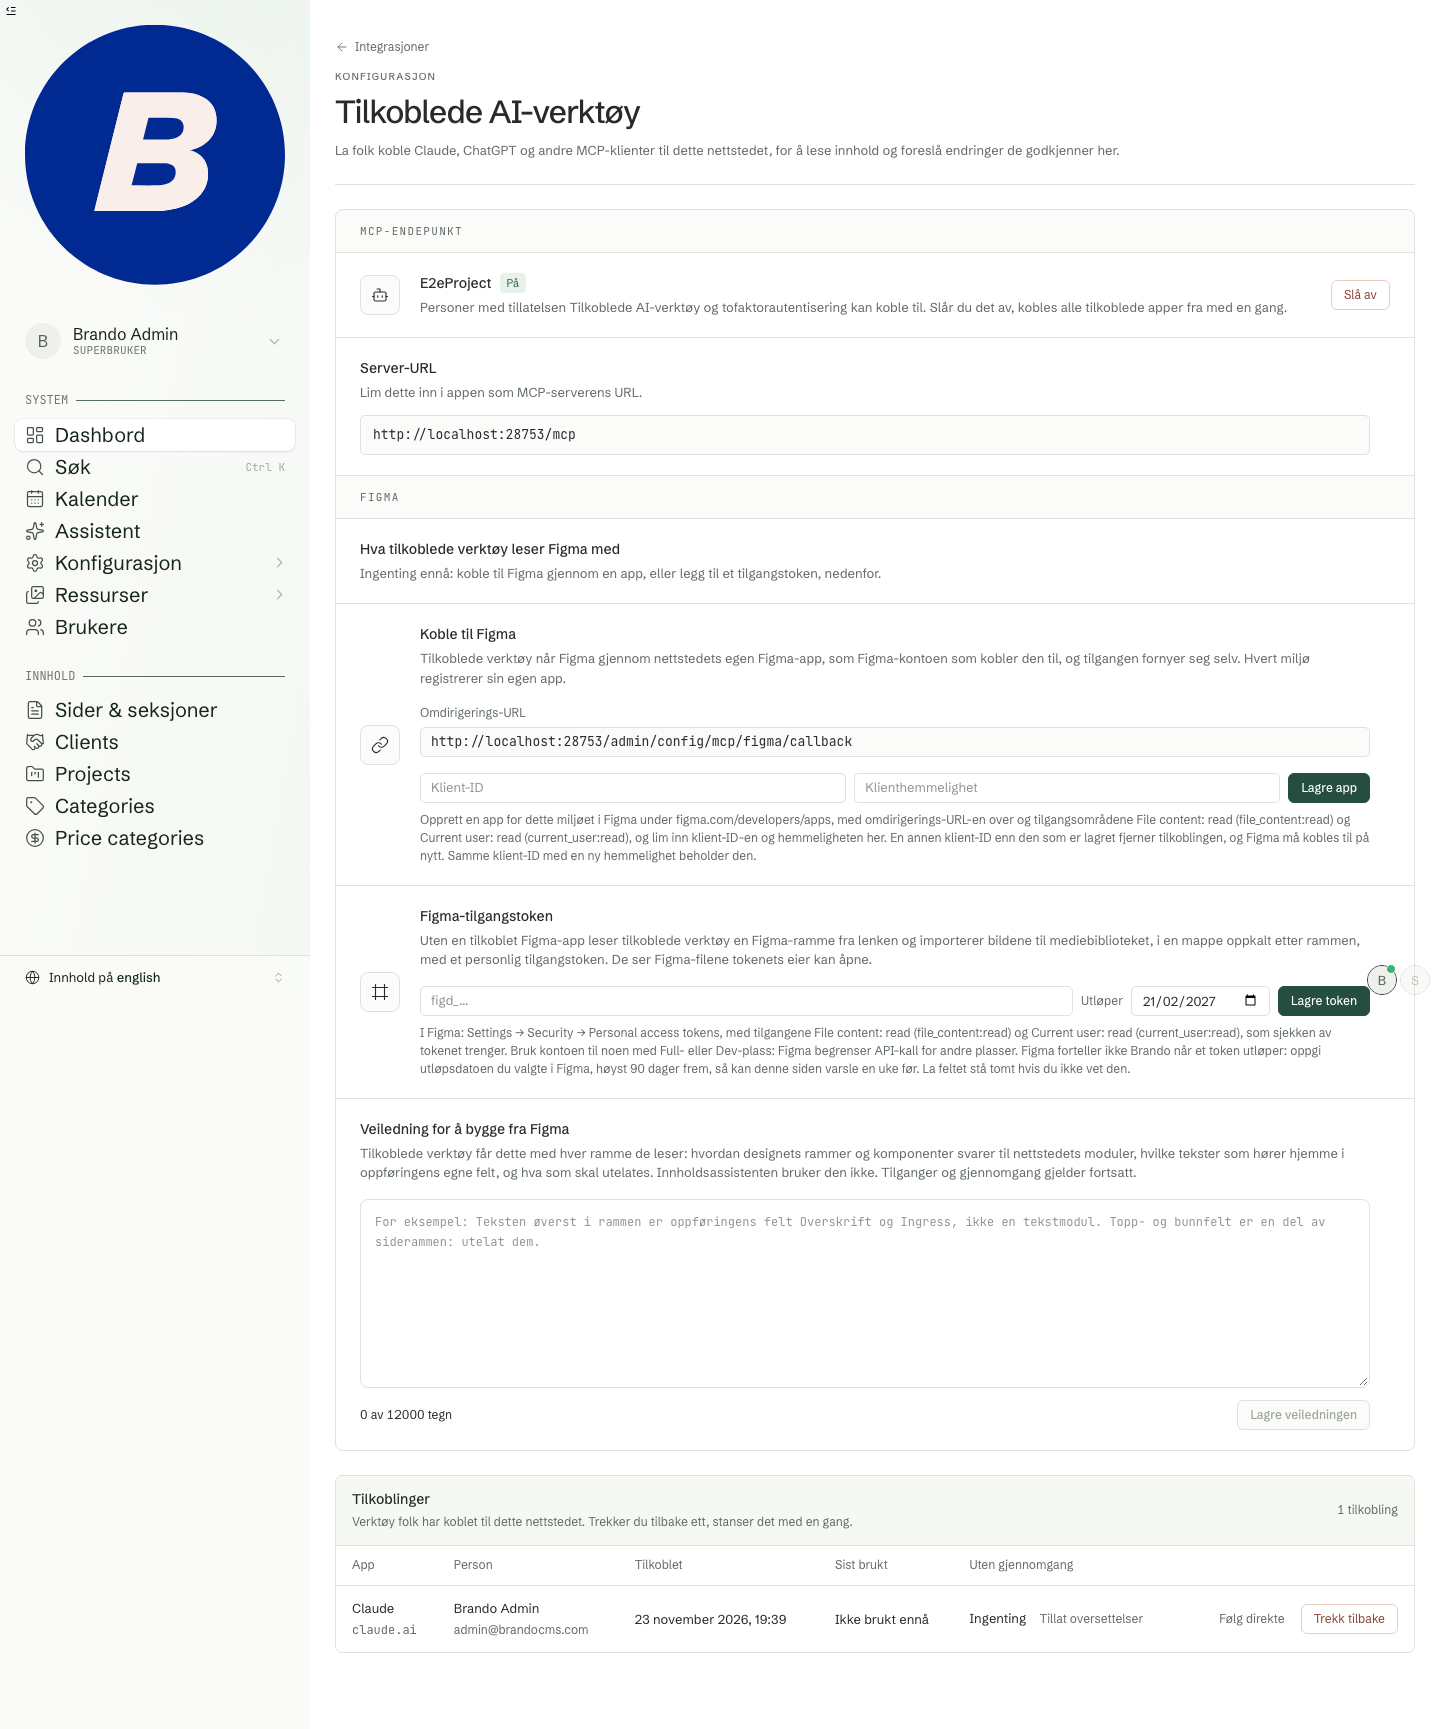 B
B
Brando Admin
SUPERBRUKER
SYSTEM
Dashbord
Søk
Ctrl K
Kalender
Assistent
Konfigurasjon
Ressurser
Brukere
INNHOLD
Sider & seksjoner
Clients
Projects
Categories
Price categories
Innhold på english
← Integrasjoner
KONFIGURASJON
Tilkoblede AI-verktøy
La folk koble Claude, ChatGPT og andre MCP-klienter til dette nettstedet, for å lese innhold og foreslå endringer de godkjenner her.
MCP-ENDEPUNKT
E2eProject På
Personer med tillatelsen Tilkoblede AI-verktøy og tofaktorautentisering kan koble til. Slår du det av, kobles alle tilkoblede apper fra med en gang.
Slå av
Server-URL
Lim dette inn i appen som MCP-serverens URL.
http://localhost:28753/mcp
FIGMA
Hva tilkoblede verktøy leser Figma med
Ingenting ennå: koble til Figma gjennom en app, eller legg til et tilgangstoken, nedenfor.
Koble til Figma
Tilkoblede verktøy når Figma gjennom nettstedets egen Figma-app, som Figma-kontoen som kobler den til, og tilgangen fornyer seg selv. Hvert miljø
registrerer sin egen app.
Omdirigerings-URL
http://localhost:28753/admin/config/mcp/figma/callback
Klient-ID
Klienthemmelighet
Lagre app
Opprett en app for dette miljøet i Figma under figma.com/developers/apps, med omdirigerings-URL-en over og tilgangsområdene File content: read (file_content:read) og
Current user: read (current_user:read), og lim inn klient-ID-en og hemmeligheten her. En annen klient-ID enn den som er lagret fjerner tilkoblingen, og Figma må kobles til på
nytt. Samme klient-ID med en ny hemmelighet beholder den.
Figma-tilgangstoken
Uten en tilkoblet Figma-app leser tilkoblede verktøy en Figma-ramme fra lenken og importerer bildene til mediebiblioteket, i en mappe oppkalt etter rammen,
med et personlig tilgangstoken. De ser Figma-filene tokenets eier kan åpne.
figd_...
Utløper
21/02/2027
Lagre token
B
S
I Figma: Settings → Security → Personal access tokens, med tilgangene File content: read (file_content:read) og Current user: read (current_user:read), som sjekken av
tokenet trenger. Bruk kontoen til noen med Full- eller Dev-plass: Figma begrenser API-kall for andre plasser. Figma forteller ikke Brando når et token utløper: oppgi
utløpsdatoen du valgte i Figma, høyst 90 dager frem, så kan denne siden varsle en uke før. La feltet stå tomt hvis du ikke vet den.
Veiledning for å bygge fra Figma
Tilkoblede verktøy får dette med hver ramme de leser: hvordan designets rammer og komponenter svarer til nettstedets moduler, hvilke tekster som hører hjemme i
oppføringens egne felt, og hva som skal utelates. Innholdsassistenten bruker den ikke. Tilganger og gjennomgang gjelder fortsatt.
For eksempel: Teksten øverst i rammen er oppføringens felt Overskrift og Ingress, ikke en tekstmodul. Topp- og bunnfelt er en del av
siderammen: utelat dem.
0 av 12000 tegn
Lagre veiledningen
Tilkoblinger
Verktøy folk har koblet til dette nettstedet. Trekker du tilbake ett, stanser det med en gang.
1 tilkobling
App Person Tilkoblet Sist brukt Uten gjennomgang
Claude
claude.ai
Brando Admin
admin@brandocms.com
23 november 2026, 19:39
Ikke brukt ennå
Ingenting Tillat oversettelser
Følg direkte
Trekk tilbake